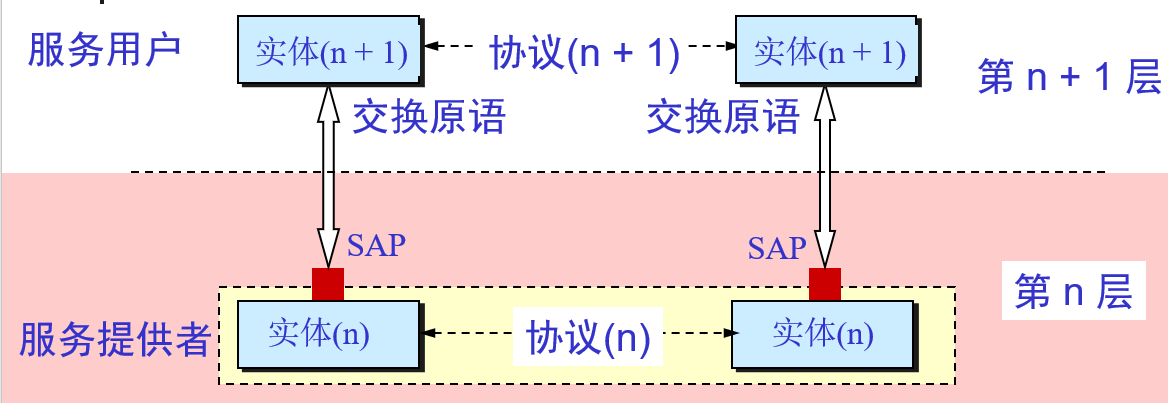 服务用户
实体(n + 1)
协议(n + 1)
实体(n + 1)
第 n + 1 层
交换原语
交换原语
SAP
SAP
第 n 层
服务提供者
实体(n)
协议(n)
实体(n)